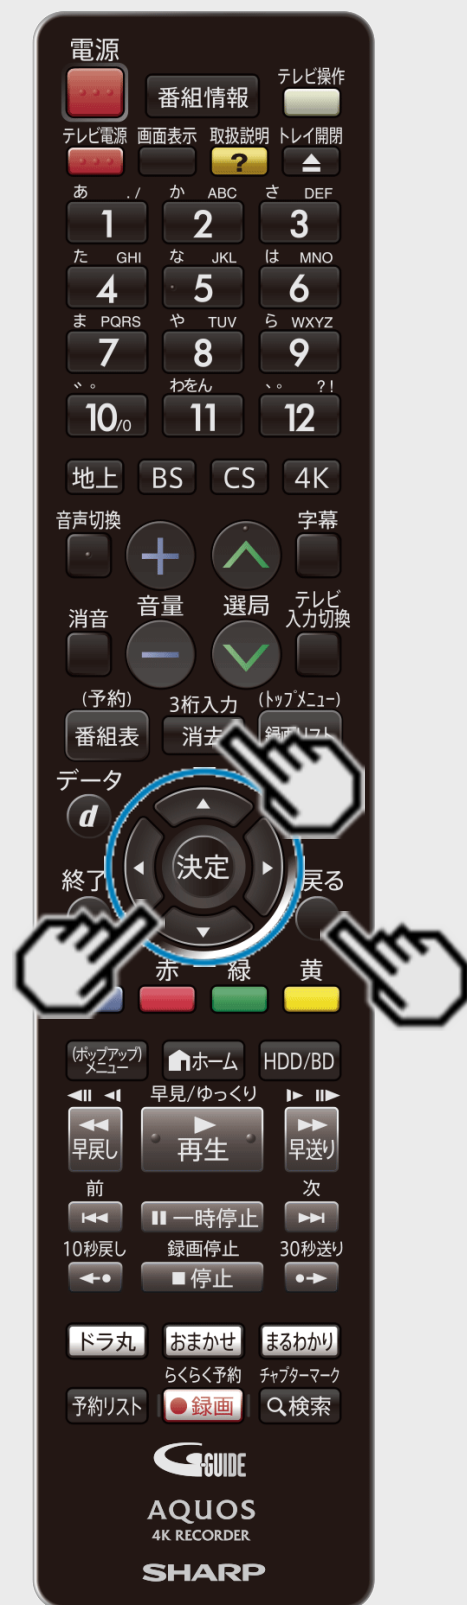 電源
番組情報
テレビ操作
テレビ電源 画面表示 取扱説明 トレイ開閉
?
あ ./ か ABC さ DEF
1 2 3
た GHI な JKL は MNO
4 5 6
ま PQRS や TUV ら WXYZ
7 8 9
゛゜ わをん 、。 ?!
10/0 11 12
地上 BS CS 4K
音声切換 字幕
+
音量 選局
テレビ
入力切換
消音
−
(予約) 3桁入力 (トップメニュー)
番組表 消去 録画リスト
データ
d
決定
終了 戻る
赤 緑 黄
(ポップアップ)
メニュー
ホーム HDD/BD
早見/ゆっくり
早戻し 再生 早送り
前 次
一時停止
10秒戻し 録画停止 30秒送り
停止
ドラ丸 おまかせ まるわかり
らくらく予約 チャプターマーク
予約リスト 録画 検索
G-GUIDE
AQUOS
4K RECORDER
SHARP